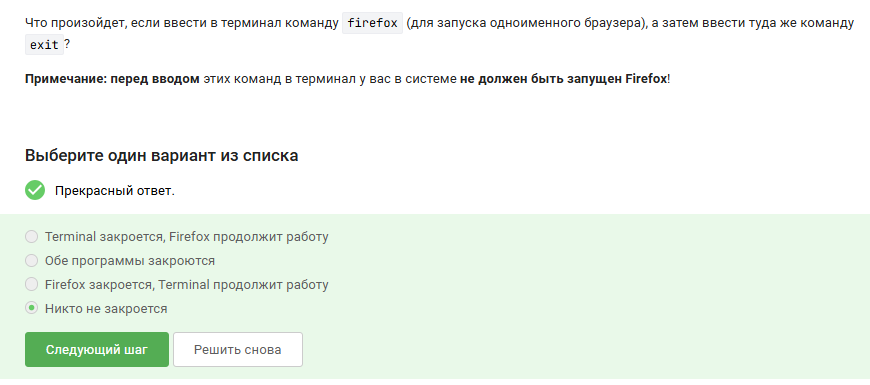 Что произойдет, если ввести в терминал команду firefox (для запуска одноименного браузера), а затем ввести туда же команду
exit ?
Примечание: перед вводом этих команд в терминал у вас в системе не должен быть запущен Firefox!
Выберите один вариант из списка
Прекрасный ответ.
Terminal закроется, Firefox продолжит работу
Обе программы закроются
Firefox закроется, Terminal продолжит работу
Никто не закроется
Следующий шаг Решить снова